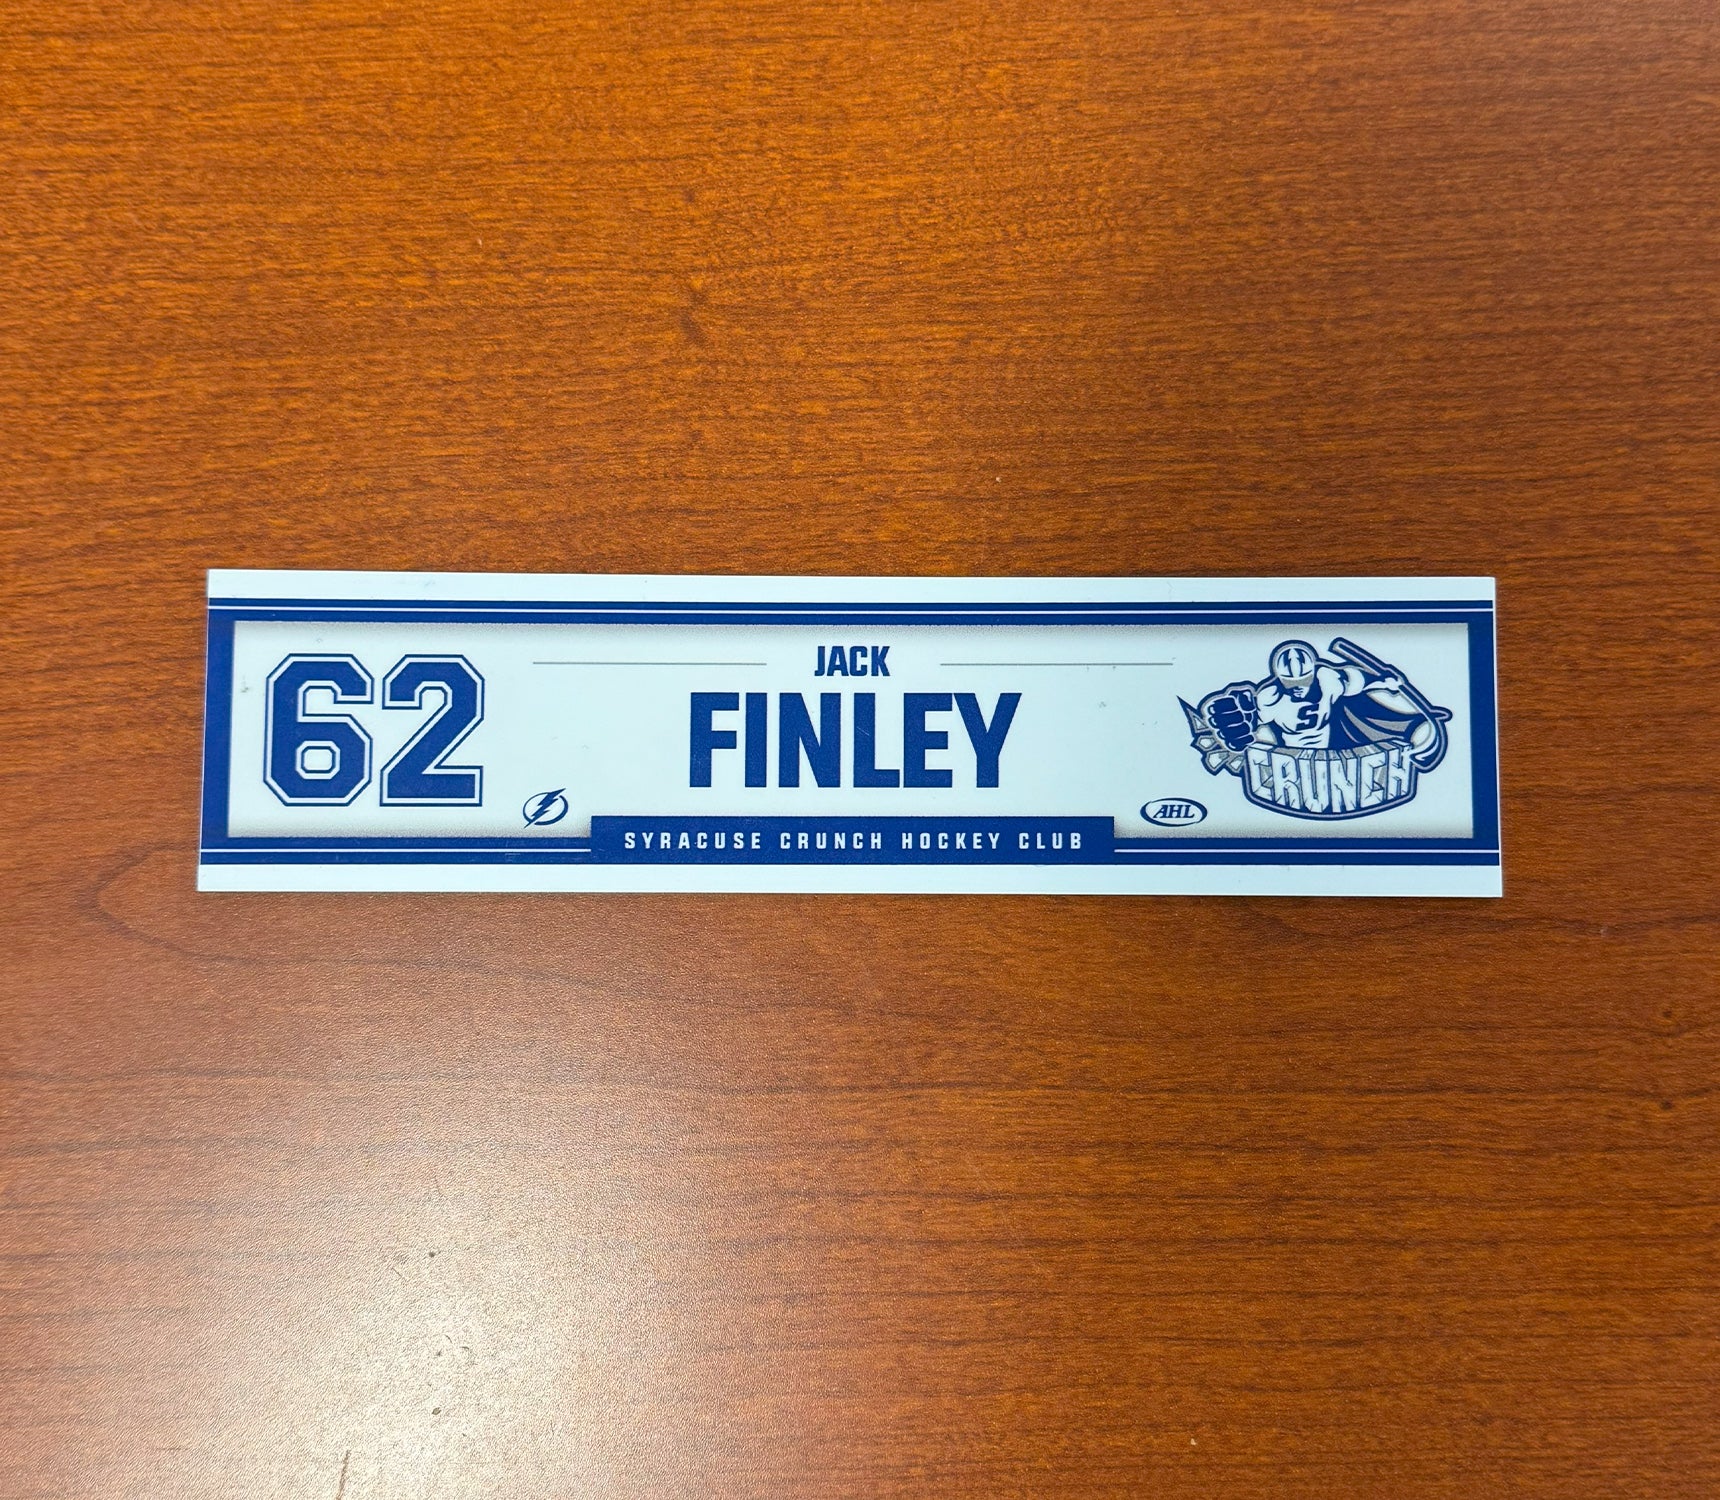 62
JACK
FINLEY
S
CRUNCH
AHL
SYRACUSE CRUNCH HOCKEY CLUB